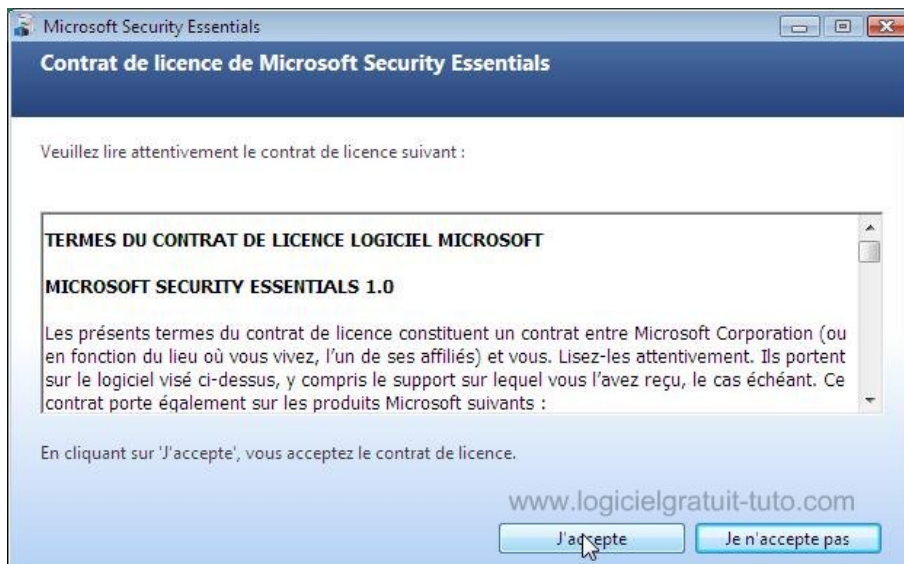 Microsoft Security Essentials
Contrat de licence de Microsoft Security Essentials
Veuillez lire attentivement le contrat de licence suivant :
TERMES DU CONTRAT DE LICENCE LOGICIEL MICROSOFT
MICROSOFT SECURITY ESSENTIALS 1.0
Les présents termes du contrat de licence constituent un contrat entre Microsoft Corporation (ou
en fonction du lieu où vous vivez, l’un de ses affiliés) et vous. Lisez-les attentivement. Ils portent
sur le logiciel visé ci-dessus, y compris le support sur lequel vous l’avez reçu, le cas échéant. Ce
contrat porte également sur les produits Microsoft suivants :
En cliquant sur 'J'accepte', vous acceptez le contrat de licence.
www.logicielgratuit-tuto.com
J'accepte
Je n'accepte pas